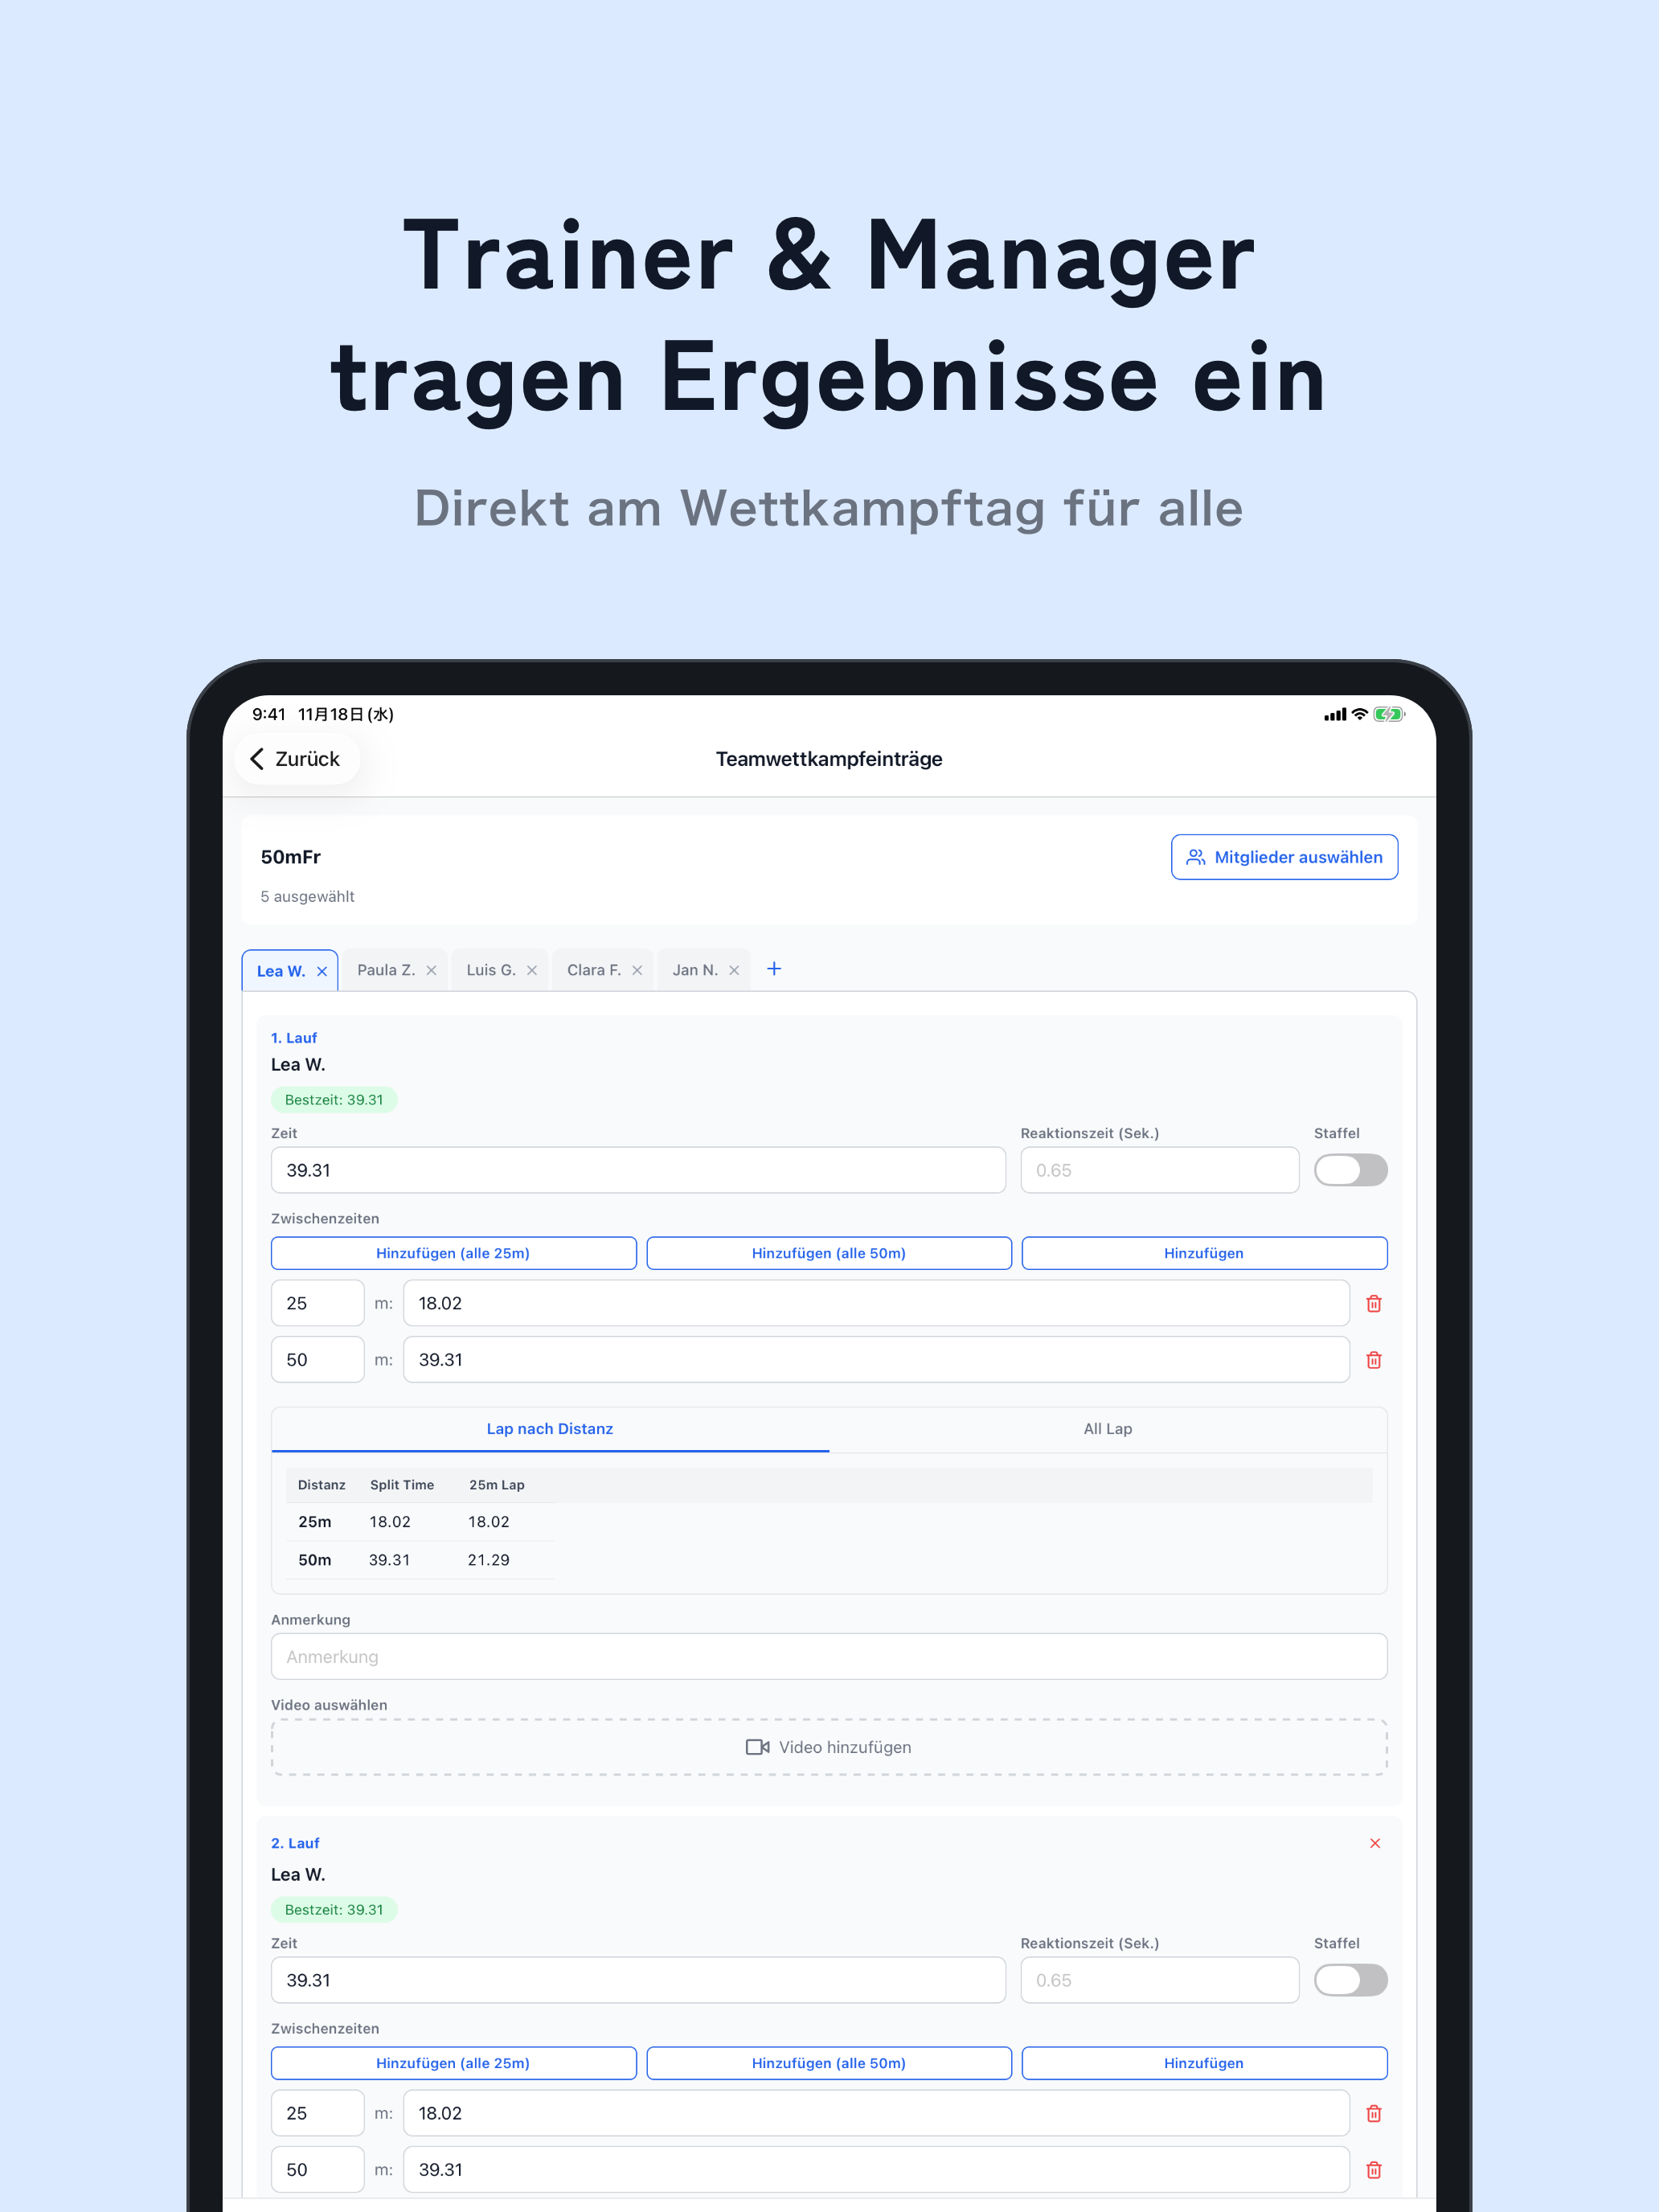 Trainer & Manager
tragen Ergebnisse ein
Direkt am Wettkampftag für alle
9:41 11月18日(水)
Zurück
Teamwettkampfeinträge
50mFr
Mitglieder auswählen
5 ausgewählt
Lea W. Paula Z. Luis G. Clara F. Jan N.
1. Lauf
Lea W.
Bestzeit: 39.31
Zeit Reaktionszeit (Sek.) Staffel
39.31 0.65
Zwischenzeiten
Hinzufügen (alle 25m) Hinzufügen (alle 50m) Hinzufügen
25 m: 18.02
50 m: 39.31
Lap nach Distanz All Lap
Distanz Split Time 25m Lap
25m 18.02 18.02
50m 39.31 21.29
Anmerkung
Anmerkung
Video auswählen
Video hinzufügen
2. Lauf
Lea W.
Bestzeit: 39.31
Zeit Reaktionszeit (Sek.) Staffel
39.31 0.65
Zwischenzeiten
Hinzufügen (alle 25m) Hinzufügen (alle 50m) Hinzufügen
25 m: 18.02
50 m: 39.31